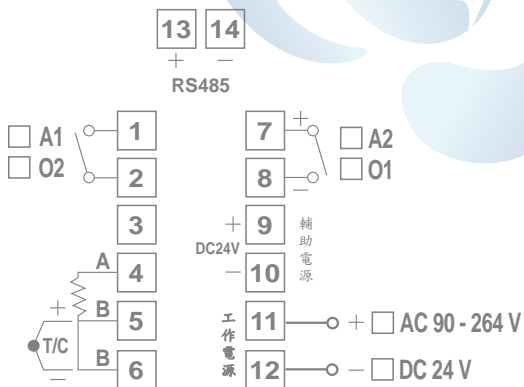 13 14
+ −
RS485
1 7 +
□ A1 □ A2
□ O2 □ O1
2 8 −
3 + 9 輔助電源
DC24V
A 4 − 10
+ B 5 工作電源 11 + □ AC 90 - 264 V
T/C
− B 6 12 − □ DC 24 V